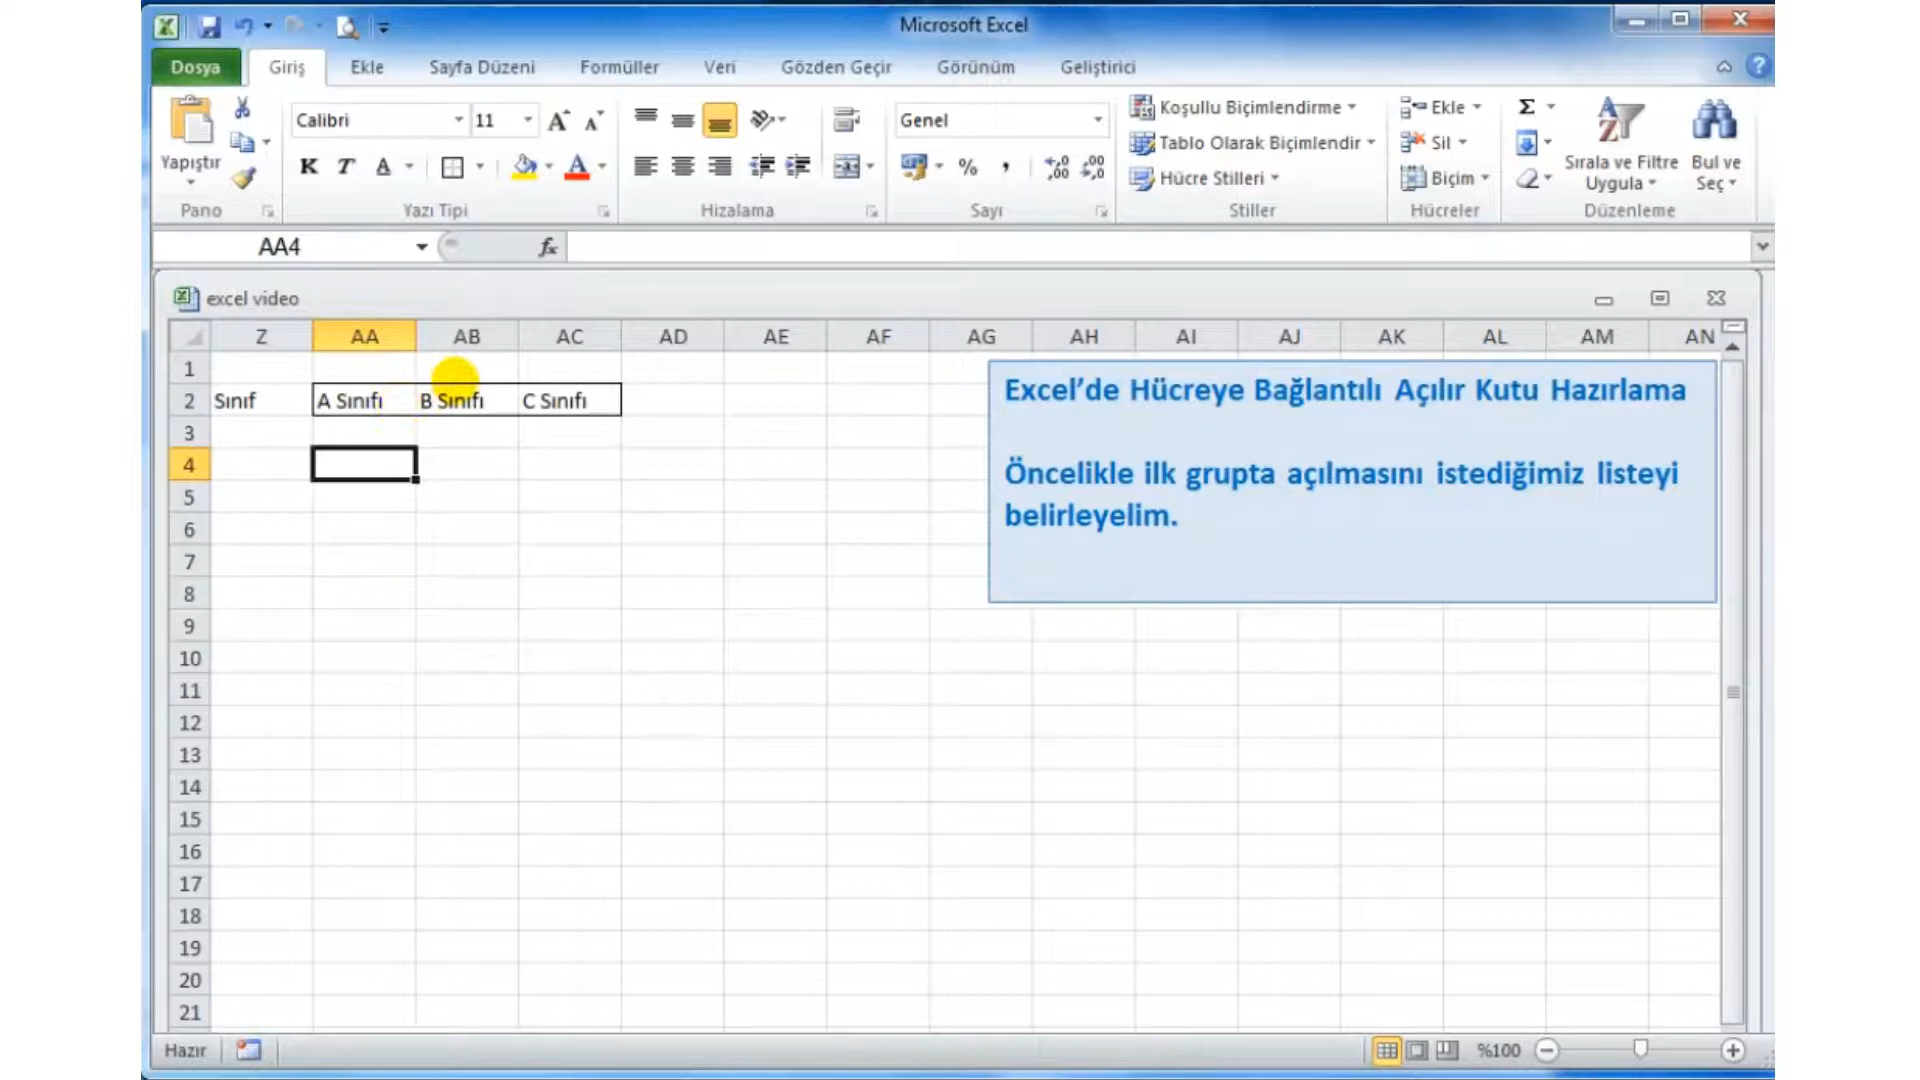 Microsoft Excel
Dosya Giriş Ekle Sayfa Düzeni Formüller Veri Gözden Geçir Görünüm Geliştirici
Yapıştır
Pano
Calibri 11
K T A
Yazı Tipi
Hizalama
Genel
%
Sayı
Koşullu Biçimlendirme
Tablo Olarak Biçimlendir
Hücre Stilleri
Stiller
Ekle
Sil
Biçim
Hücreler
Σ
Sırala ve Filtre Uygula
Bul ve Seç
Düzenleme
AA4 fx
excel video
Z AA AB AC AD AE AF AG AH AI AJ AK AL AM AN
1
2 Sınıf A Sınıfı B Sınıfı C Sınıfı
3
4
5
6
7
8
9
10
11
12
13
14
15
16
17
18
19
20
21
Excel’de Hücreye Bağlantılı Açılır Kutu Hazırlama
Öncelikle ilk grupta açılmasını istediğimiz listeyi
belirleyelim.
Hazır %100